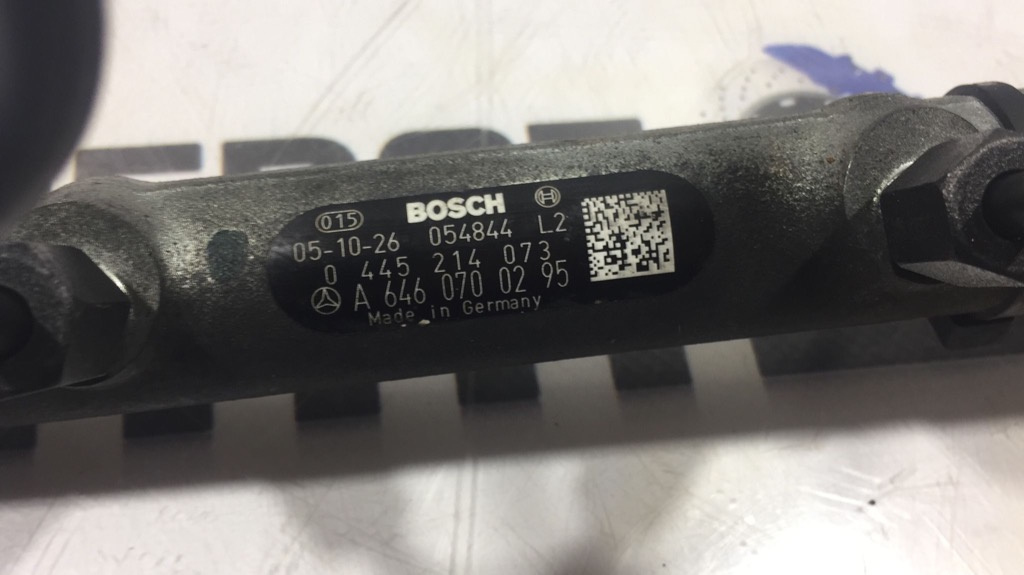 015 BOSCH
05-10-26 054844 L2
0 445 214 073
A 646 070 02 95
Made in Germany